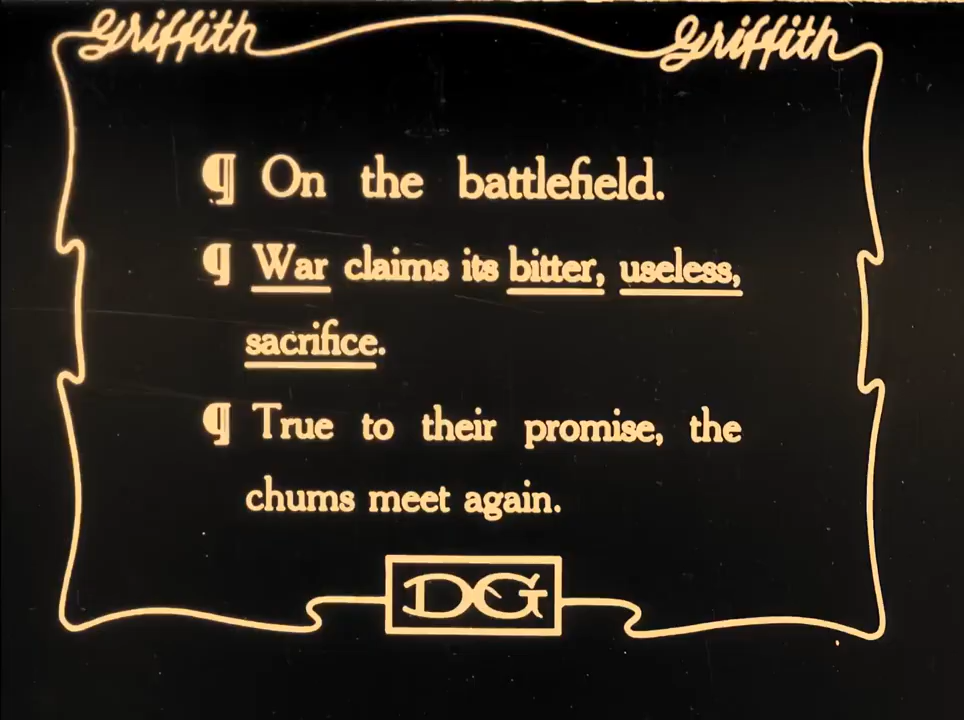 Griffith Griffith
¶ On the battlefield.
¶ War claims its bitter, useless,
sacrifice.
¶ True to their promise, the
chums meet again.
DG